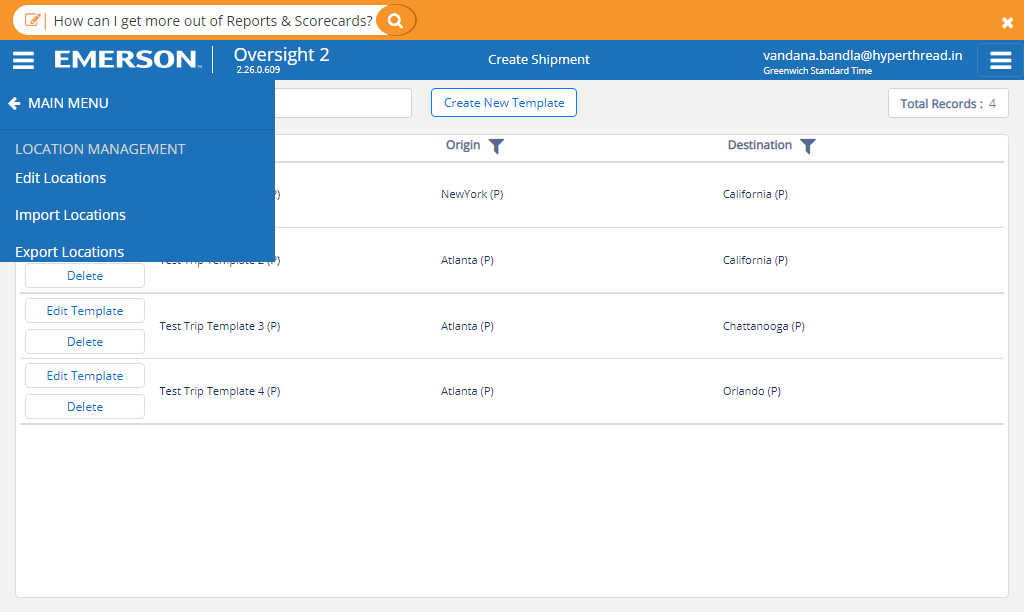 How can I get more out of Reports & Scorecards?
EMERSON
Oversight 2
2.26.0.609
Create Shipment
vandana.bandla@hyperthread.in
Greenwich Standard Time
MAIN MENU
Create New Template
Total Records : 4
LOCATION MANAGEMENT
Edit Locations
Import Locations
Export Locations
Origin
Destination
NewYork (P)
California (P)
Test Trip Template 2 (P)
Atlanta (P)
California (P)
Delete
Edit Template
Test Trip Template 3 (P)
Atlanta (P)
Chattanooga (P)
Delete
Edit Template
Test Trip Template 4 (P)
Atlanta (P)
Orlando (P)
Delete